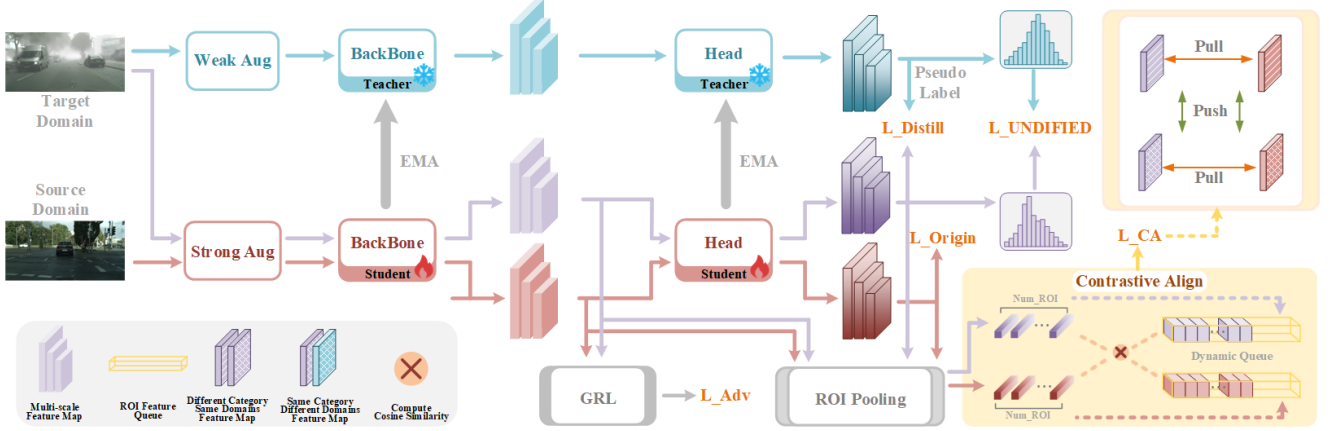 Target
Domain
Weak Aug
BackBone
Teacher
Head
Teacher
Pseudo
Label
L_Distill
L_UNDIFIED
Pull
Push
Pull
EMA
EMA
Source
Domain
Strong Aug
BackBone
Student
Head
Student
L_Origin
L_CA
Contrastive Align
Num_ROI
...
...
Dynamic Queue
...
...
Num_ROI
GRL
L_Adv
ROI Pooling
Multi-scale
Feature Map
ROI Feature
Queue
Different Category
Same Domains
Feature Map
Same Category
Different Domains
Feature Map
Compute
Cosine Similarity